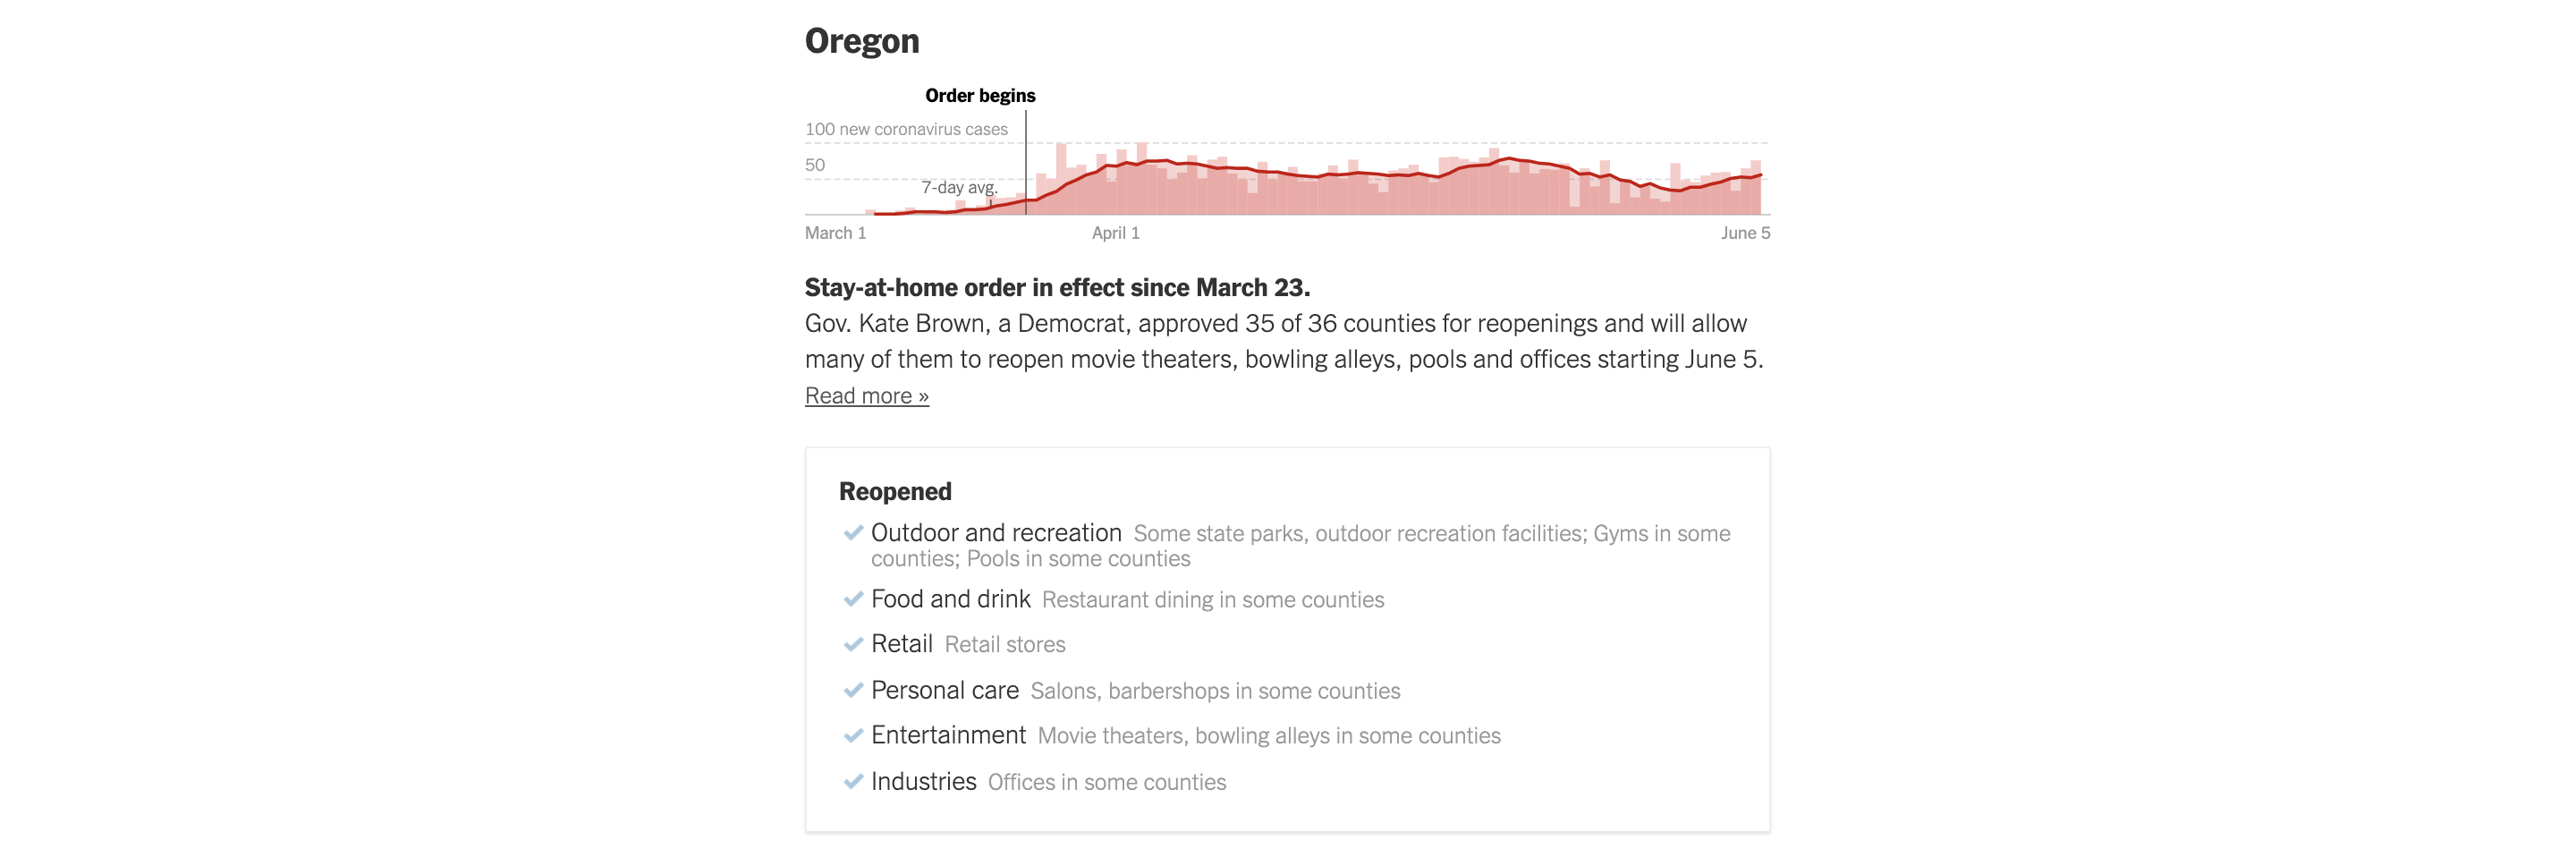 Oregon
Order begins
100 new coronavirus cases
50
7-day avg.
March 1 April 1 June 5
Stay-at-home order in effect since March 23.
Gov. Kate Brown, a Democrat, approved 35 of 36 counties for reopenings and will allow
many of them to reopen movie theaters, bowling alleys, pools and offices starting June 5.
Read more »
Reopened
Outdoor and recreation Some state parks, outdoor recreation facilities; Gyms in some
counties; Pools in some counties
Food and drink Restaurant dining in some counties
Retail Retail stores
Personal care Salons, barbershops in some counties
Entertainment Movie theaters, bowling alleys in some counties
Industries Offices in some counties